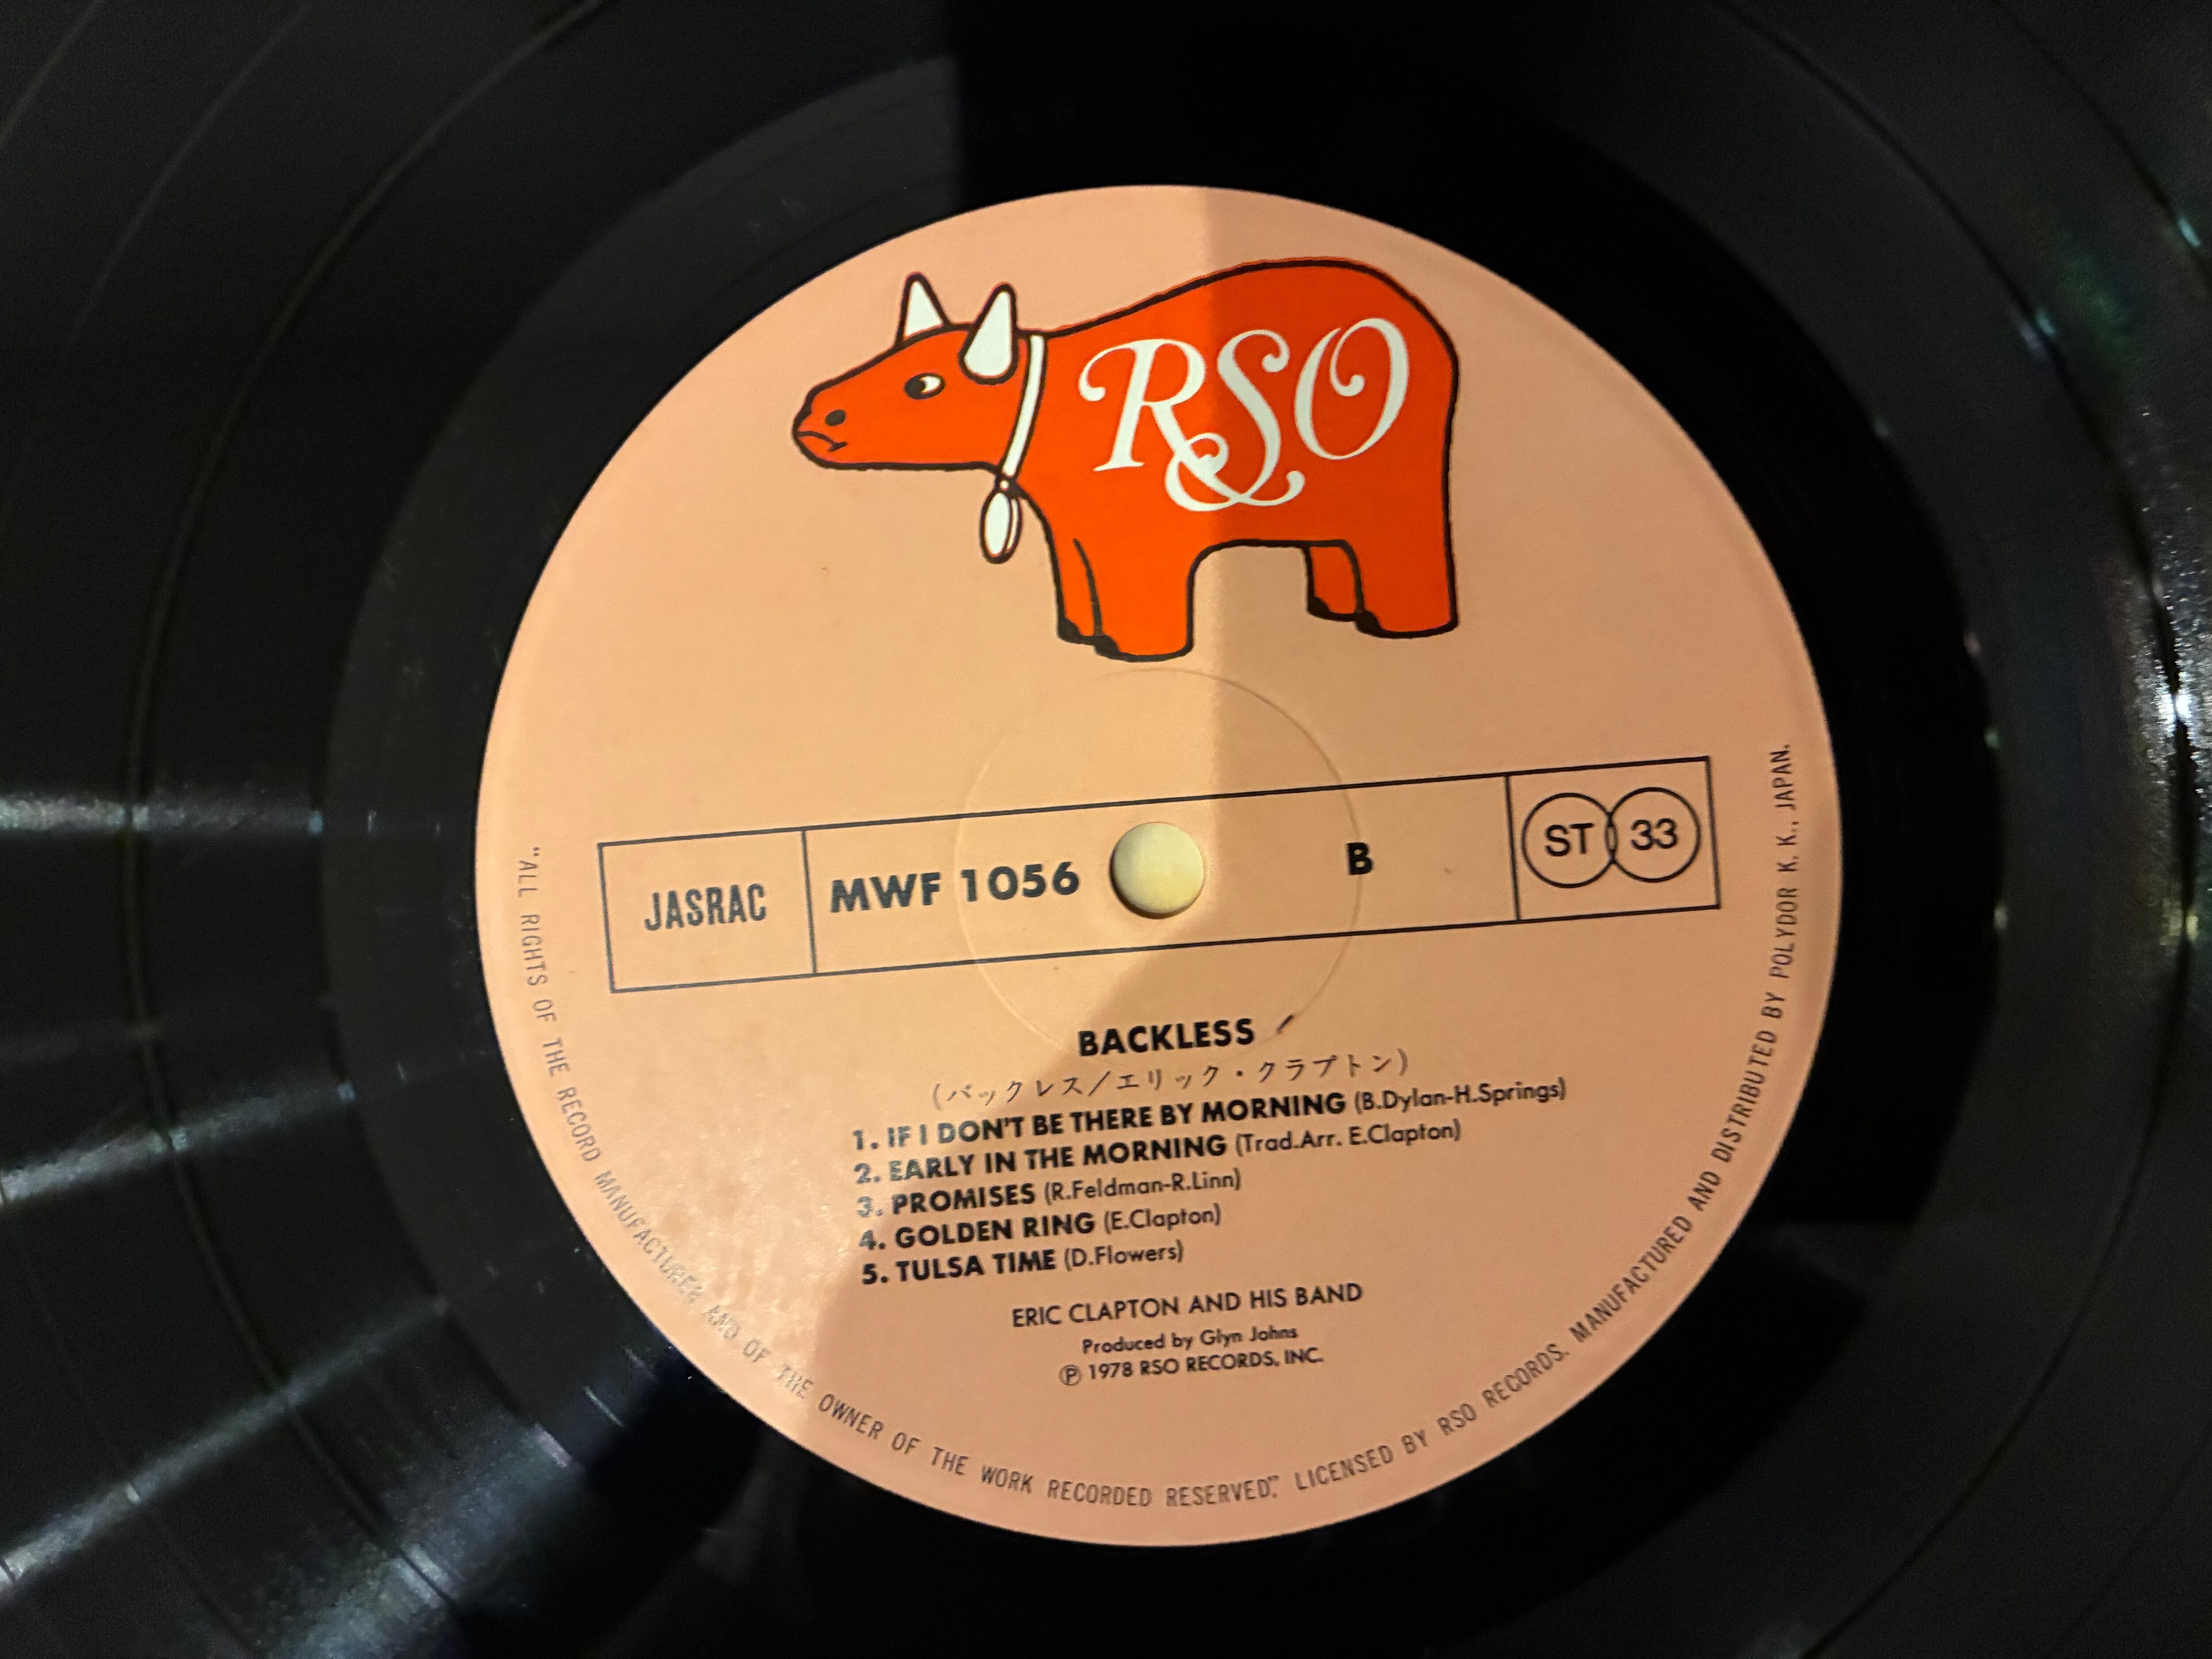 RSO
JASRAC MWF 1056 B ST 33
BACKLESS
(バックレス/エリック・クラプトン)
1. IF I DON'T BE THERE BY MORNING (B.Dylan-H.Springs)
2. EARLY IN THE MORNING (Trad.Arr. E.Clapton)
3. PROMISES (R.Feldman-R.Linn)
4. GOLDEN RING (E.Clapton)
5. TULSA TIME (D.Flowers)
ERIC CLAPTON AND HIS BAND
Produced by Glyn Johns
Ⓟ 1978 RSO RECORDS, INC.
"ALL RIGHTS OF THE RECORD MANUFACTURER AND OF THE OWNER OF THE WORK RECORDED RESERVED". LICENSED BY RSO RECORDS. MANUFACTURED AND DISTRIBUTED BY POLYDOR K. K., JAPAN.